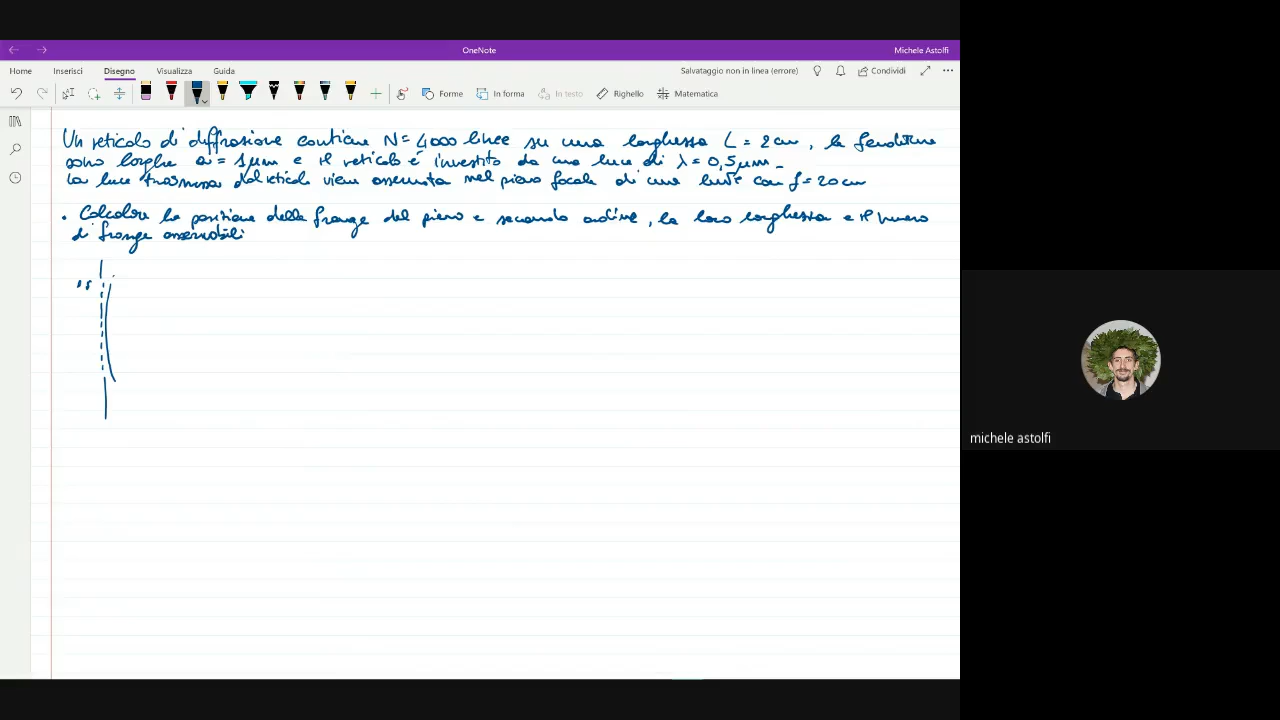 OneNote
Michele Astolfi
Home Inserisci Disegno Visualizza Guida
Salvataggio non in linea (errore) Condividi
Forme In forma In testo Righello Matematica
Un reticolo di diffrazione contiene N = 4000 linee su una larghezza L = 2 cm, le fenditure
sono larghe a = 1 μm e il reticolo è investito da una luce di λ = 0,5 μm.
La luce trasmessa dal reticolo viene osservata nel piano focale di una lente con f = 20 cm
• Calcolare la posizione delle frange del primo e secondo ordine, la loro larghezza e il numero
di frange osservabili
michele astolfi